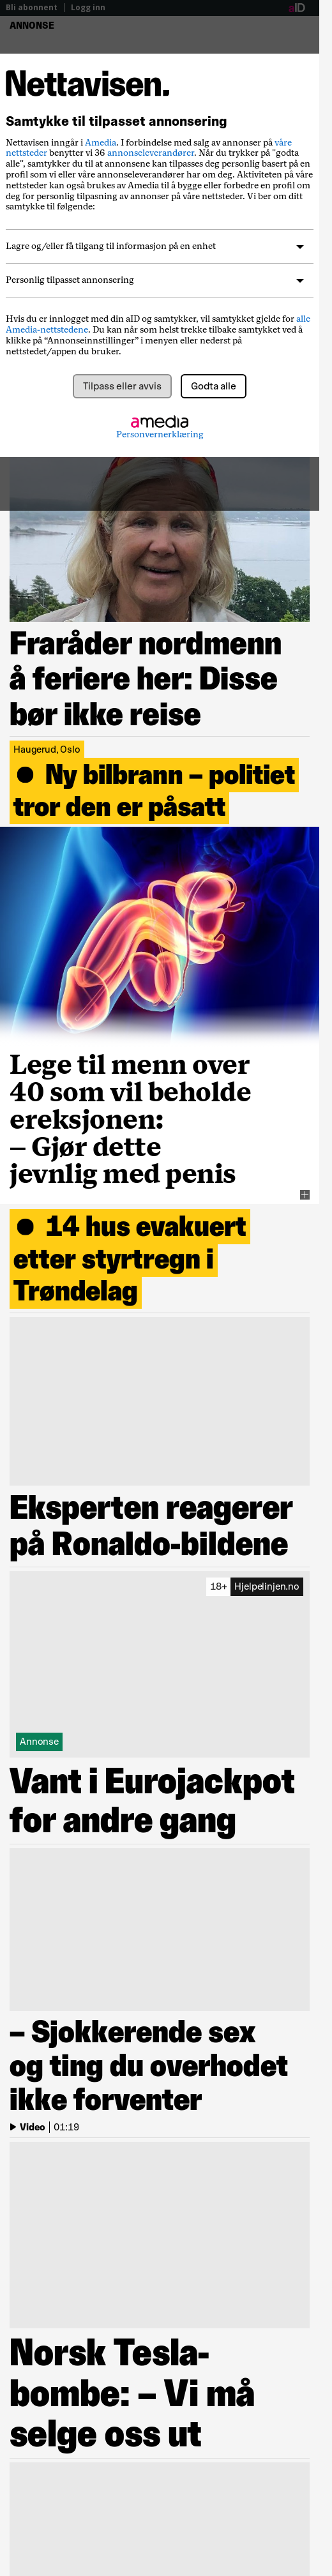 Bli abonnent | Logg inn
aID
ANNONSE
Nettavisen.
Samtykke til tilpasset annonsering
Nettavisen inngår i Amedia. I forbindelse med salg av annonser på våre
nettsteder benytter vi 36 annonseleverandører. Når du trykker på "godta
alle", samtykker du til at annonsene kan tilpasses deg personlig basert på en
profil som vi eller våre annonseleverandører har om deg. Aktiviteten på våre
nettsteder kan også brukes av Amedia til å bygge eller forbedre en profil om
deg for personlig tilpasning av annonser på våre nettsteder. Vi ber om ditt
samtykke til følgende:
Lagre og/eller få tilgang til informasjon på en enhet
Personlig tilpasset annonsering
Hvis du er innlogget med din aID og samtykker, vil samtykket gjelde for alle
Amedia-nettstedene. Du kan når som helst trekke tilbake samtykket ved å
klikke på “Annonseinnstillinger” i menyen eller nederst på
nettstedet/appen du bruker.
Tilpass eller avvis
Godta alle
amedia
Personvernerklæring
Fraråder nordmenn
å feriere her: Disse
bør ikke reise
Haugerud, Oslo
● Ny bilbrann – politiet
tror den er påsatt
Lege til menn over
40 som vil beholde
ereksjonen:
– Gjør dette
jevnlig med penis
● 14 hus evakuert
etter styrtregn i
Trøndelag
Eksperten reagerer
på Ronaldo-bildene
18+ Hjelpelinjen.no
Annonse
Vant i Eurojackpot
for andre gang
– Sjokkerende sex
og ting du overhodet
ikke forventer
Video | 01:19
Norsk Tesla-
bombe: – Vi må
selge oss ut